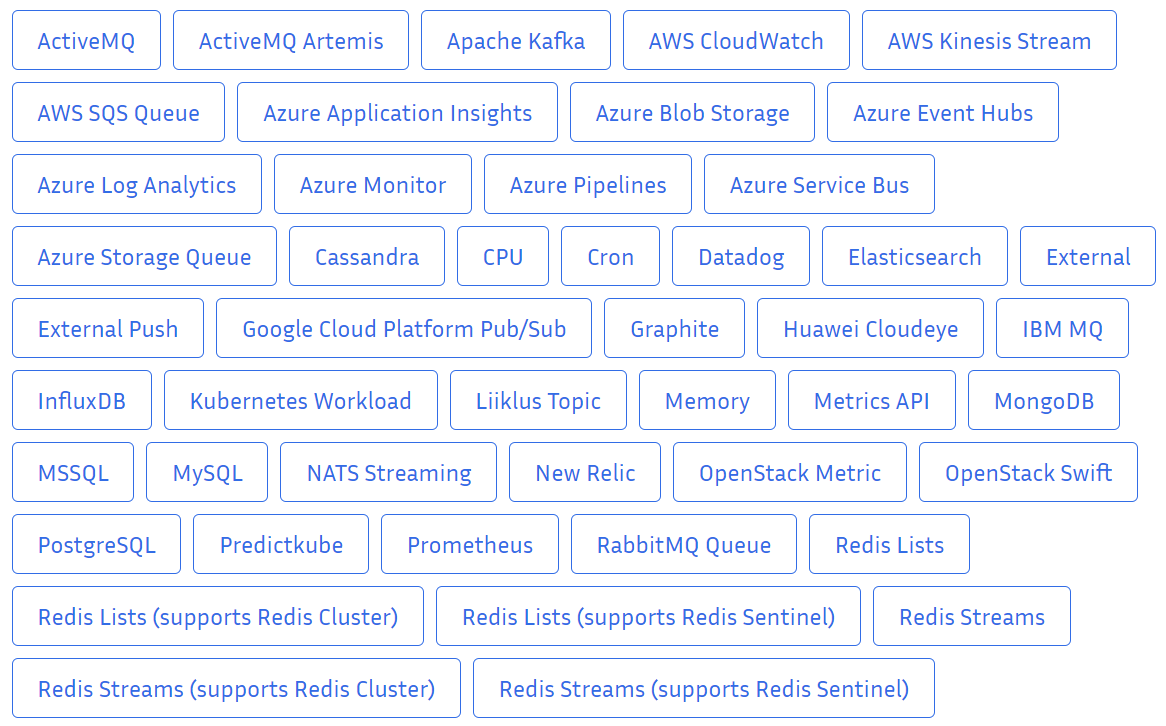 ActiveMQ ActiveMQ Artemis Apache Kafka AWS CloudWatch AWS Kinesis Stream
AWS SQS Queue Azure Application Insights Azure Blob Storage Azure Event Hubs
Azure Log Analytics Azure Monitor Azure Pipelines Azure Service Bus
Azure Storage Queue Cassandra CPU Cron Datadog Elasticsearch External
External Push Google Cloud Platform Pub/Sub Graphite Huawei Cloudeye IBM MQ
InfluxDB Kubernetes Workload Liiklus Topic Memory Metrics API MongoDB
MSSQL MySQL NATS Streaming New Relic OpenStack Metric OpenStack Swift
PostgreSQL Predictkube Prometheus RabbitMQ Queue Redis Lists
Redis Lists (supports Redis Cluster) Redis Lists (supports Redis Sentinel) Redis Streams
Redis Streams (supports Redis Cluster) Redis Streams (supports Redis Sentinel)